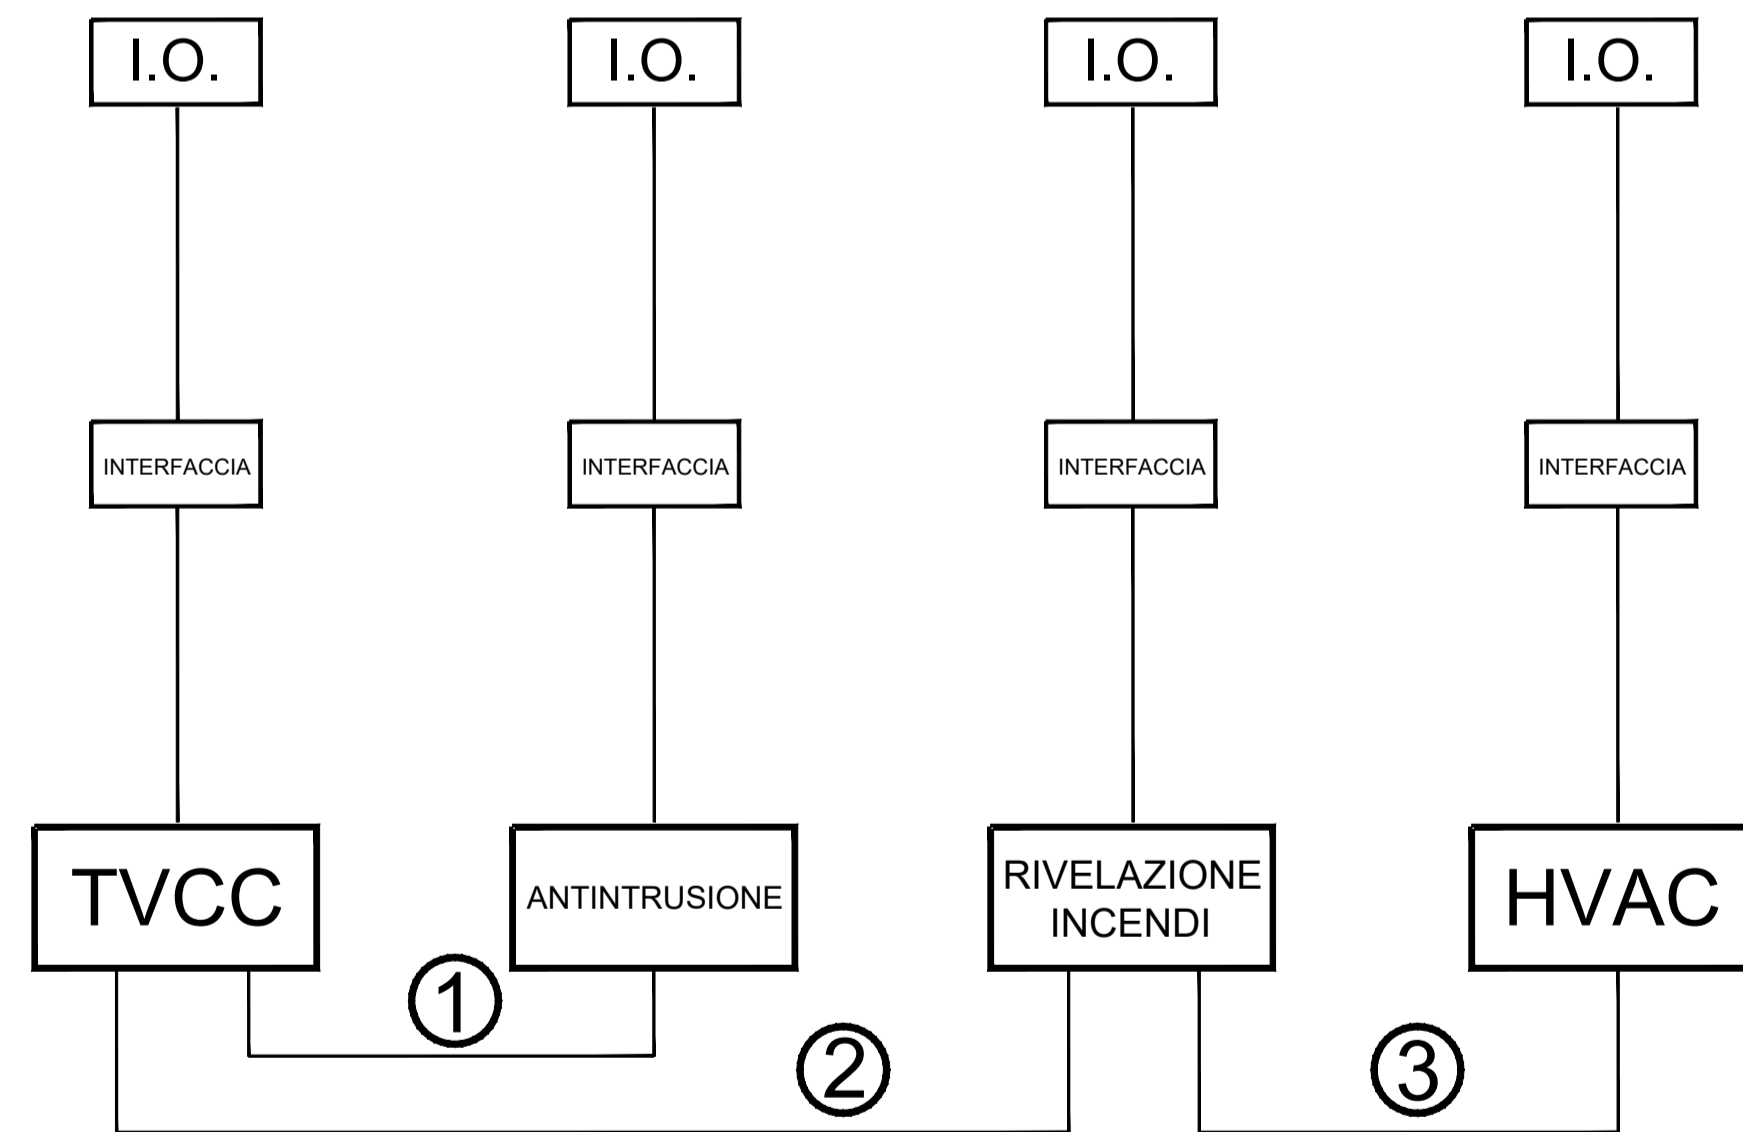 I.O.
I.O.
I.O.
I.O.
INTERFACCIA
INTERFACCIA
INTERFACCIA
INTERFACCIA
TVCC
ANTINTRUSIONE
RIVELAZIONE
INCENDI
HVAC
1
2
3